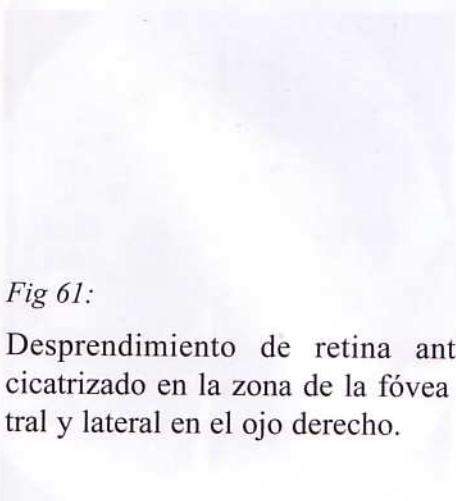 Fig 61:
Desprendimiento de retina ant
cicatrizado en la zona de la fóvea
tral y lateral en el ojo derecho.